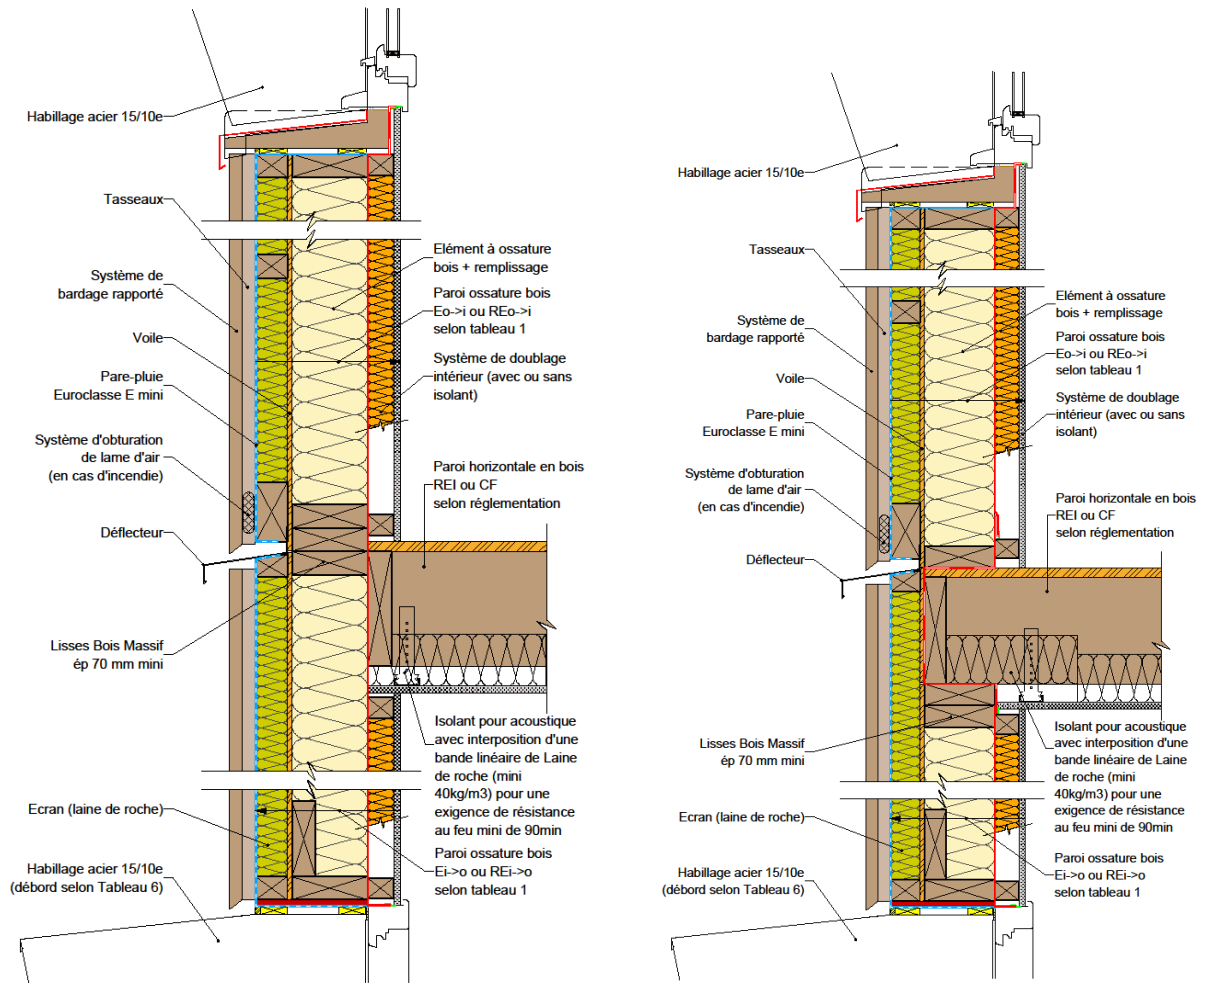 Habillage acier 15/10e
Tasseaux
Système de
bardage rapporté
Voile
Pare-pluie
Euroclasse E mini
Système d'obturation
de lame d'air
(en cas d'incendie)
Déflecteur
Lisses Bois Massif
ép 70 mm mini
Ecran (laine de roche)
Habillage acier 15/10e
(débord selon Tableau 6)
Elément à ossature
bois + remplissage
Paroi ossature bois
Eo->i ou REo->i
selon tableau 1
Système de doublage
intérieur (avec ou sans
isolant)
Paroi horizontale en bois
REI ou CF
selon réglementation
Isolant pour acoustique
avec interposition d'une
bande linéaire de Laine
de roche (mini
40kg/m3) pour une
exigence de résistance
au feu mini de 90min
Paroi ossature bois
Ei->o ou REi->o
selon tableau 1
Habillage acier 15/10e
Tasseaux
Système de
bardage rapporté
Voile
Pare-pluie
Euroclasse E mini
Système d'obturation
de lame d'air
(en cas d'incendie)
Déflecteur
Lisses Bois Massif
ép 70 mm mini
Ecran (laine de roche)
Habillage acier 15/10e
(débord selon Tableau 6)
Elément à ossature
bois + remplissage
Paroi ossature bois
Eo->i ou REo->i
selon tableau 1
Système de doublage
intérieur (avec ou sans
isolant)
Paroi horizontale en bois
REI ou CF
selon réglementation
Isolant pour acoustique
avec interposition d'une
bande linéaire de Laine
de roche (mini
40kg/m3) pour une
exigence de résistance
au feu mini de 90min
Paroi ossature bois
Ei->o ou REi->o
selon tableau 1